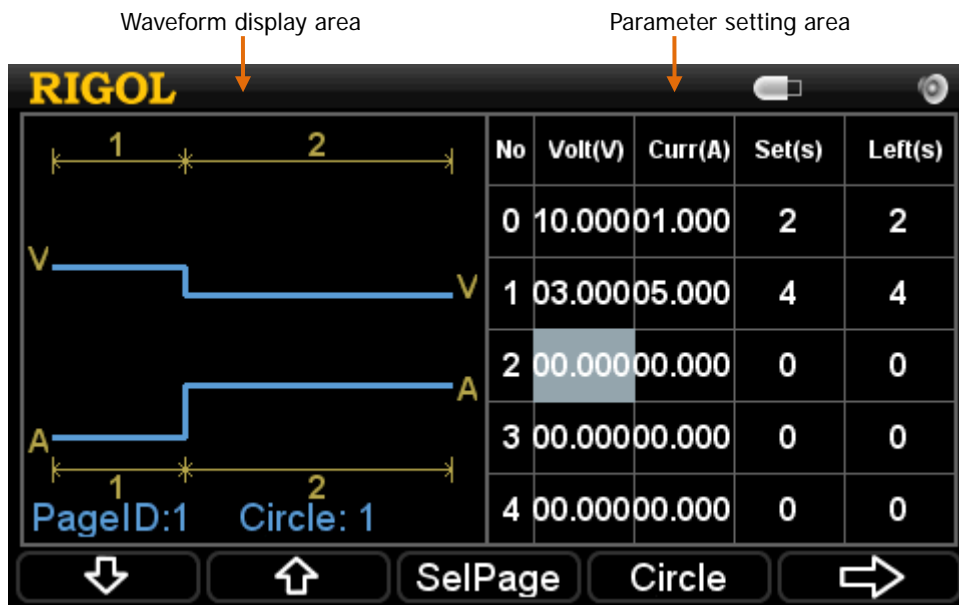 Waveform display area
Parameter setting area
RIGOL
1 2
V
V
A
A
1 2
PageID:1 Circle: 1
No Volt(V) Curr(A) Set(s) Left(s)
0 10.000 01.000 2 2
1 03.000 05.000 4 4
2 00.000 00.000 0 0
3 00.000 00.000 0 0
4 00.000 00.000 0 0
SelPage
Circle